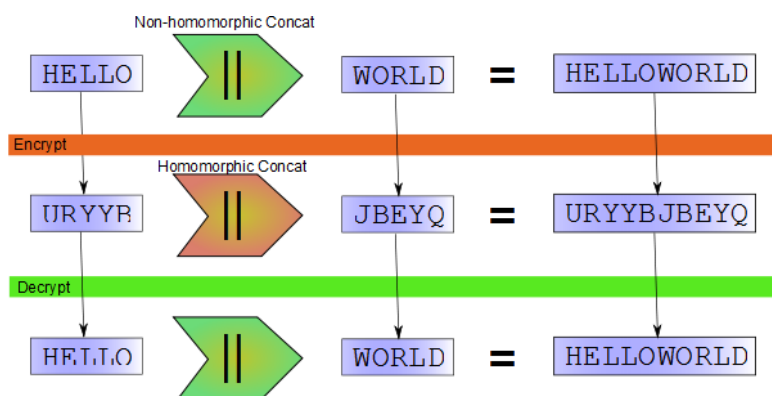 Non-homomorphic Concat
HELLO || WORLD = HELLOWORLD
Encrypt
Homomorphic Concat
URYYB || JBEYQ = URYYBJBEYQ
Decrypt
HELLO || WORLD = HELLOWORLD